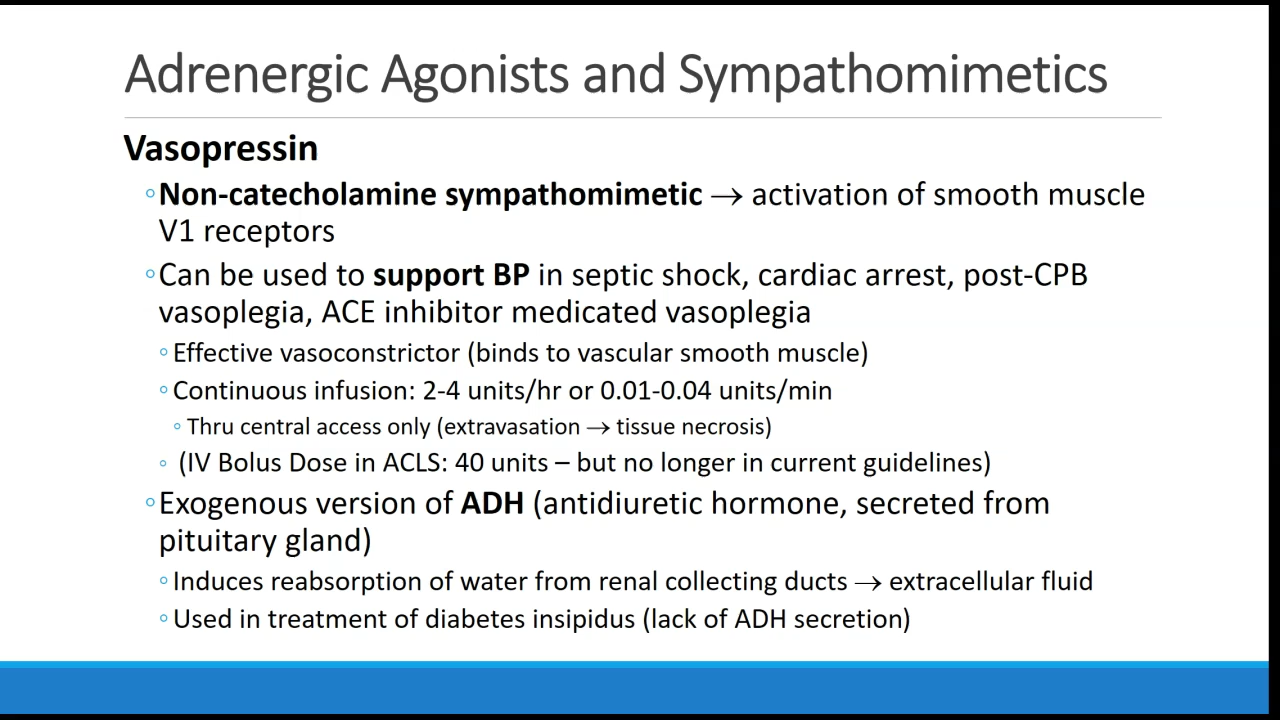 Adrenergic Agonists and Sympathomimetics
Vasopressin
◦Non-catecholamine sympathomimetic → activation of smooth muscle
V1 receptors
◦Can be used to support BP in septic shock, cardiac arrest, post-CPB
vasoplegia, ACE inhibitor medicated vasoplegia
◦Effective vasoconstrictor (binds to vascular smooth muscle)
◦Continuous infusion: 2-4 units/hr or 0.01-0.04 units/min
◦Thru central access only (extravasation → tissue necrosis)
◦ (IV Bolus Dose in ACLS: 40 units – but no longer in current guidelines)
◦Exogenous version of ADH (antidiuretic hormone, secreted from
pituitary gland)
◦Induces reabsorption of water from renal collecting ducts → extracellular fluid
◦Used in treatment of diabetes insipidus (lack of ADH secretion)